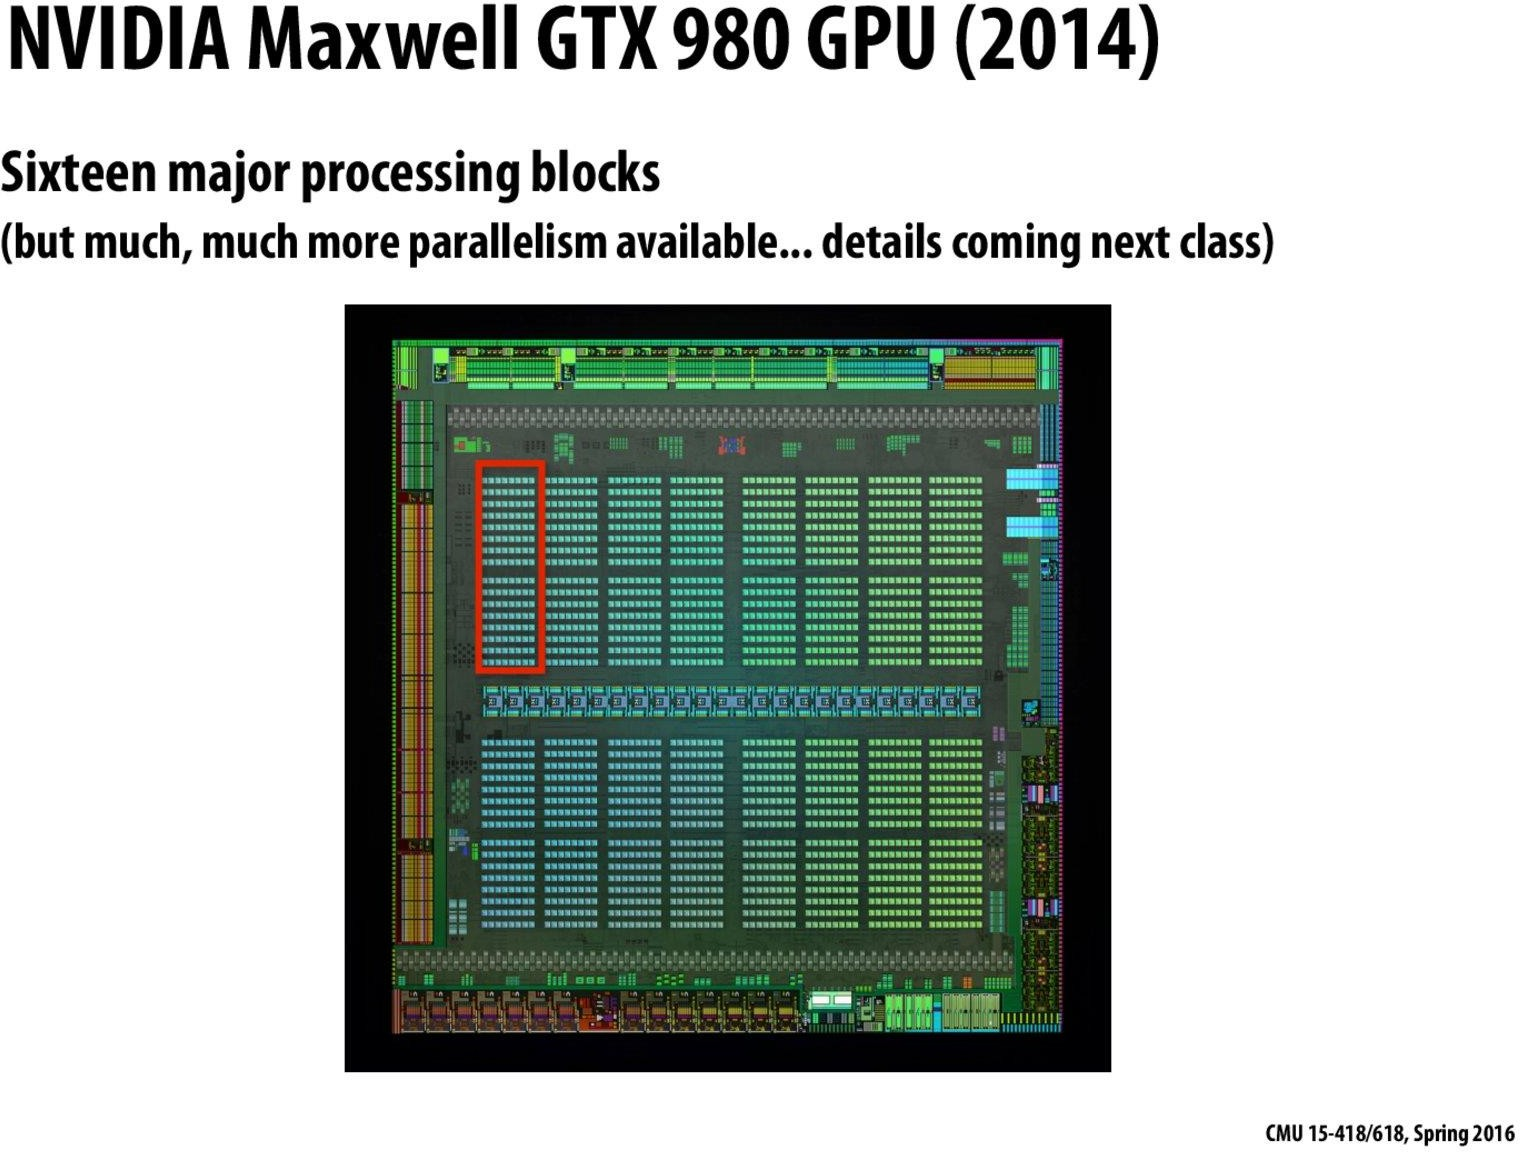 NVIDIA Maxwell GTX 980 GPU (2014)
Sixteen major processing blocks
(but much, much more parallelism available... details coming next class)
CMU 15-418/618, Spring 2016